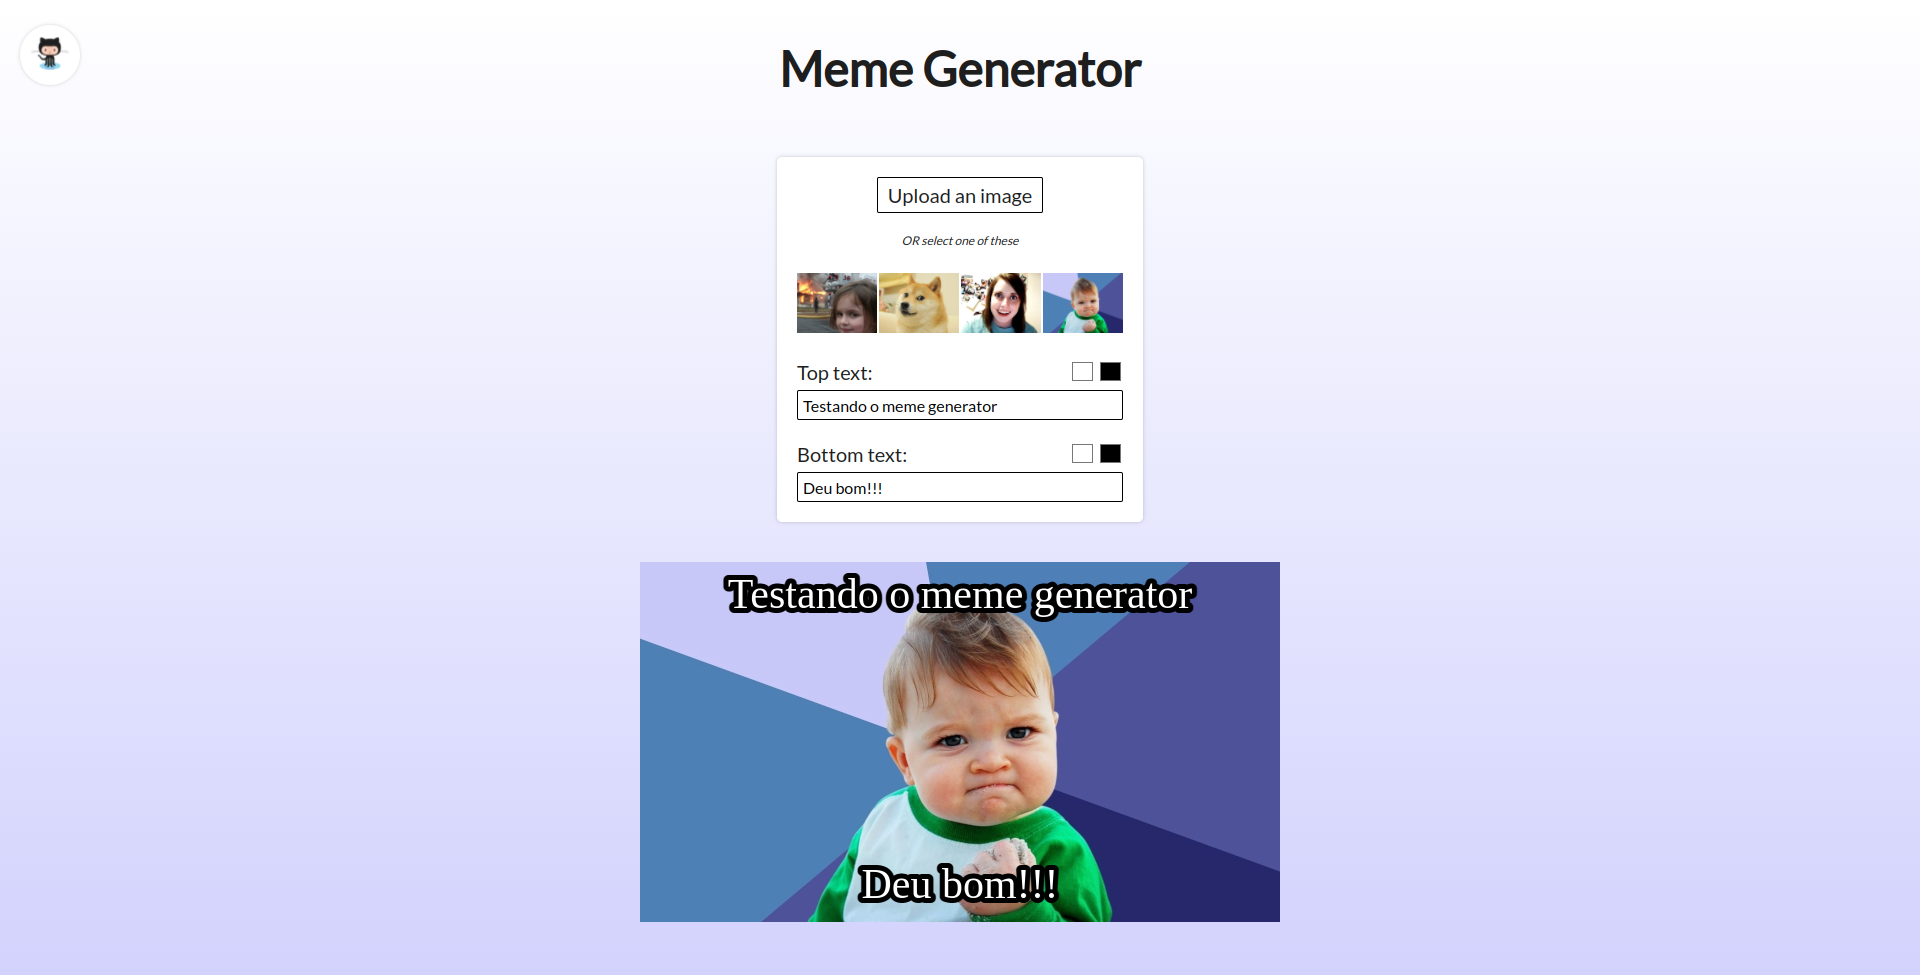 Meme Generator
Upload an image
OR select one of these
Top text:
Testando o meme generator
Bottom text:
Deu bom!!!
Testando o meme generator
Deu bom!!!